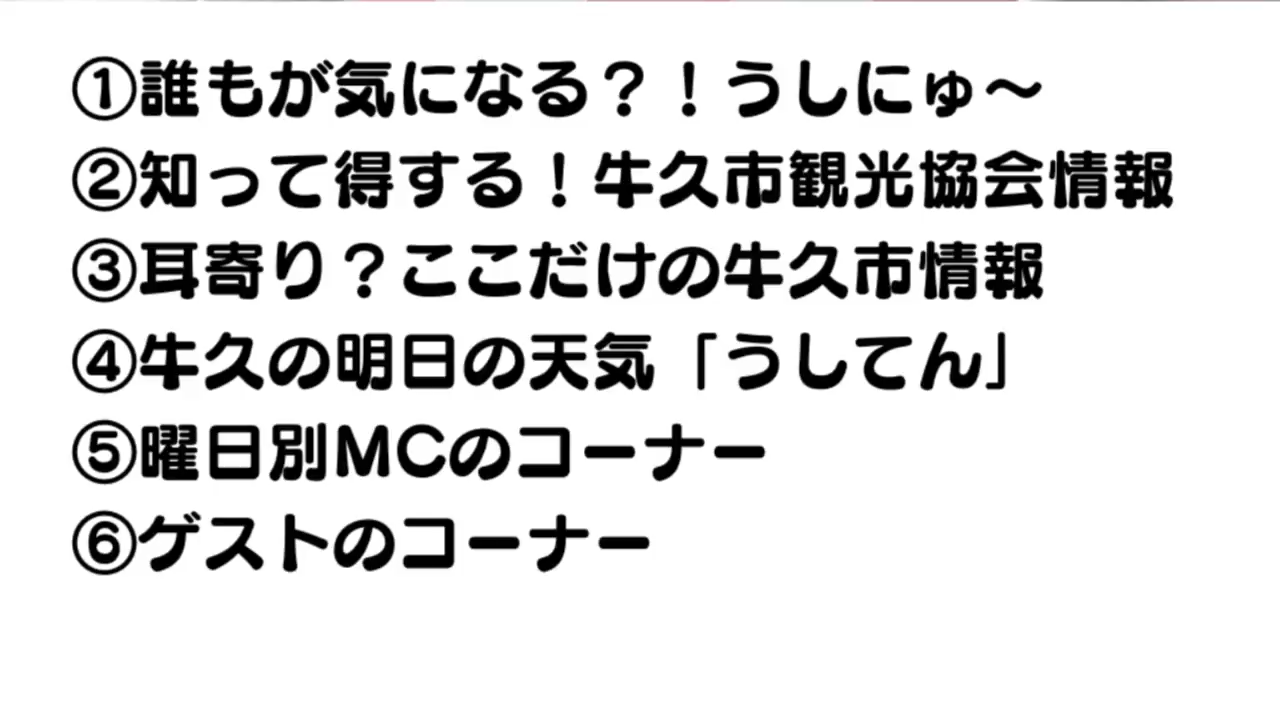 ①誰もが気になる？！うしにゅ〜
②知って得する！牛久市観光協会情報
③耳寄り？ここだけの牛久市情報
④牛久の明日の天気「うしてん」
⑤曜日別MCのコーナー
⑥ゲストのコーナー